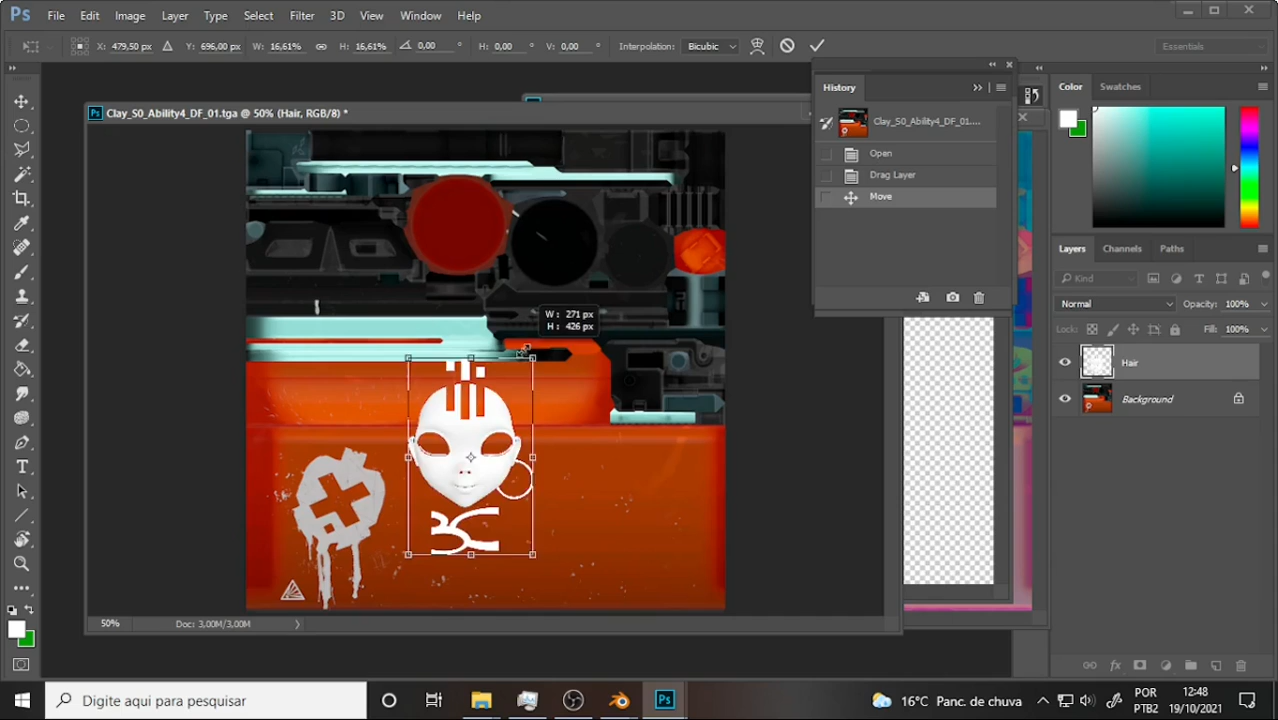 Ps File Edit Image Layer Type Select Filter 3D View Window Help
X: 479,50 px Y: 696,00 px W: 16,61% H: 16,61% 0,00 ° H: 0,00 ° V: 0,00 ° Interpolation: Bicubic Essentials
History
Color Swatches
Clay_S0_Ability4_DF_01.tga @ 50% (Hair, RGB/8) *
Clay_S0_Ability4_DF_01....
Open
Drag Layer
Move
Layers Channels Paths
Kind
Normal Opacity: 100%
Lock: Fill: 100%
W: 271 px
H: 426 px
Hair
Background
50% Doc: 3,00M/3,00M
Digite aqui para pesquisar
16°C Panc. de chuva
POR
PTB2
12:48
19/10/2021